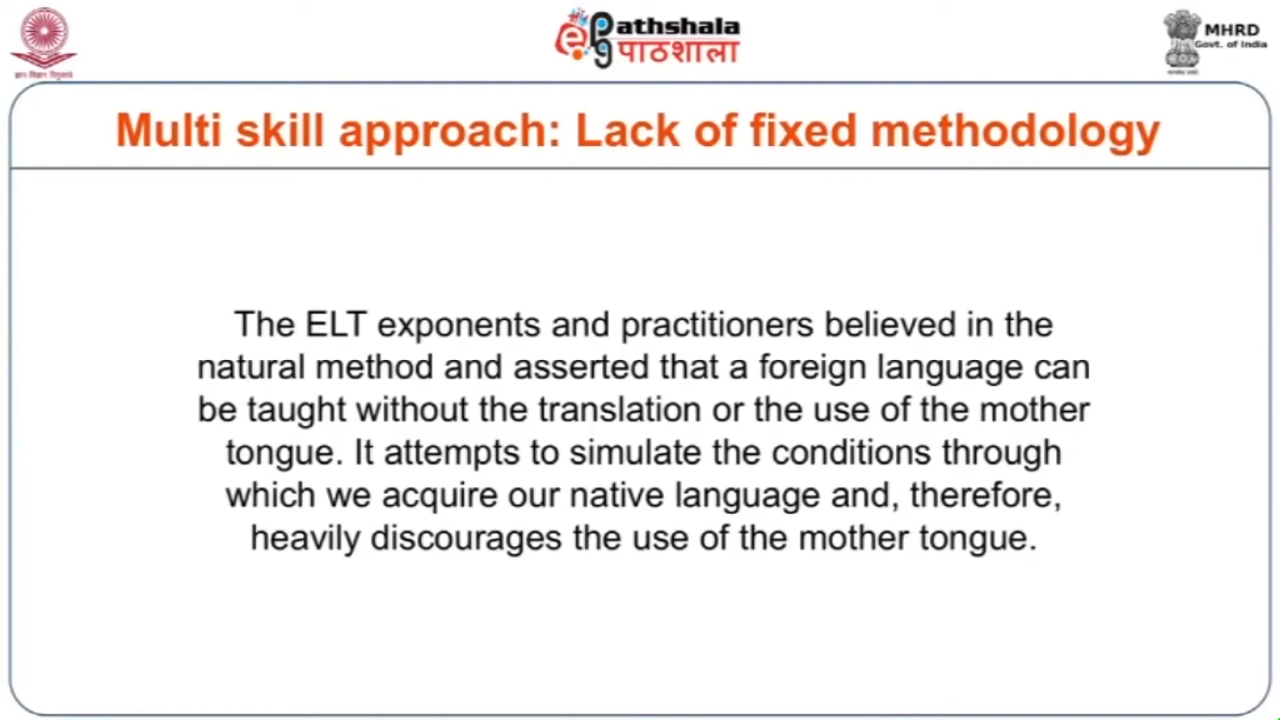 Pathshala
पाठशाला
MHRD
Govt. of India
Multi skill approach: Lack of fixed methodology
The ELT exponents and practitioners believed in the
natural method and asserted that a foreign language can
be taught without the translation or the use of the mother
tongue. It attempts to simulate the conditions through
which we acquire our native language and, therefore,
heavily discourages the use of the mother tongue.